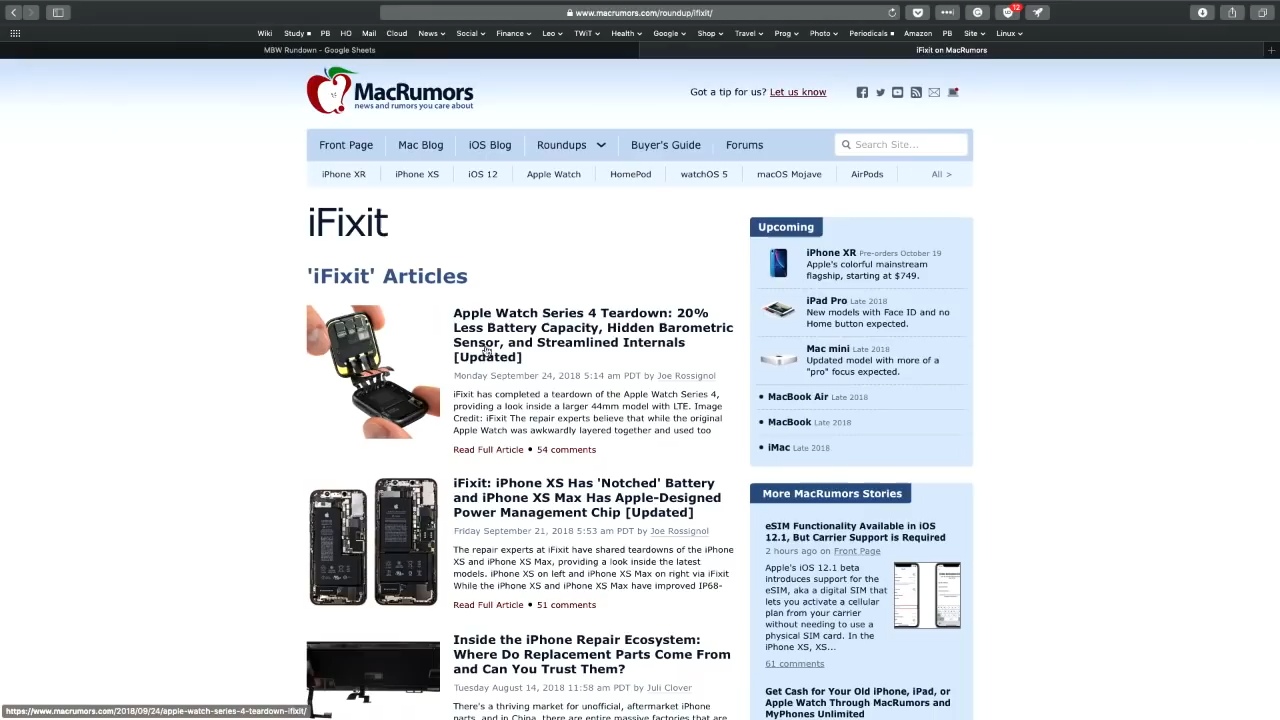 www.macrumors.com/roundup/ifixit/
12
Wiki Study PB HO Mail Cloud News Social Finance Leo TWiT Health Google Shop Travel Prog Photo Periodicals Amazon PB Site Linux
MBW Rundown - Google Sheets
iFixit on MacRumors
MacRumors
news and rumors you care about
Got a tip for us? Let us know
Front Page Mac Blog iOS Blog Roundups Buyer's Guide Forums Search Site...
iPhone XR iPhone XS iOS 12 Apple Watch HomePod watchOS 5 macOS Mojave AirPods All >
iFixit
'iFixit' Articles
Apple Watch Series 4 Teardown: 20%
Less Battery Capacity, Hidden Barometric
Sensor, and Streamlined Internals
[Updated]
Monday September 24, 2018 5:14 am PDT by Joe Rossignol
iFixit has completed a teardown of the Apple Watch Series 4,
providing a look inside a larger 44mm model with LTE. Image
Credit: iFixit The repair experts believe that while the original
Apple Watch was awkwardly layered together and used too
Read Full Article • 54 comments
iFixit: iPhone XS Has 'Notched' Battery
and iPhone XS Max Has Apple-Designed
Power Management Chip [Updated]
Friday September 21, 2018 5:53 am PDT by Joe Rossignol
The repair experts at iFixit have shared teardowns of the iPhone
XS and iPhone XS Max, providing a look inside the latest
models. iPhone XS on left and iPhone XS Max on right via iFixit
While the iPhone XS and iPhone XS Max have improved IP68-
Read Full Article • 51 comments
Inside the iPhone Repair Ecosystem:
Where Do Replacement Parts Come From
and Can You Trust Them?
Tuesday August 14, 2018 11:58 am PDT by Juli Clover
There's a thriving market for unofficial, aftermarket iPhone
parts, and in China, there are entire massive factories that are
Upcoming
iPhone XR Pre-orders October 19
Apple's colorful mainstream
flagship, starting at $749.
iPad Pro Late 2018
New models with Face ID and no
Home button expected.
Mac mini Late 2018
Updated model with more of a
"pro" focus expected.
• MacBook Air Late 2018
• MacBook Late 2018
• iMac Late 2018
More MacRumors Stories
eSIM Functionality Available in iOS
12.1, But Carrier Support is Required
2 hours ago on Front Page
Apple's iOS 12.1 beta
introduces support for the
eSIM, aka a digital SIM that
lets you activate a cellular
plan from your carrier
without needing to use a
physical SIM card. In the
iPhone XS, XS...
61 comments
Get Cash for Your Old iPhone, iPad, or
Apple Watch Through MacRumors and
MyPhones Unlimited
https://www.macrumors.com/2018/09/24/apple-watch-series-4-teardown-ifixit/